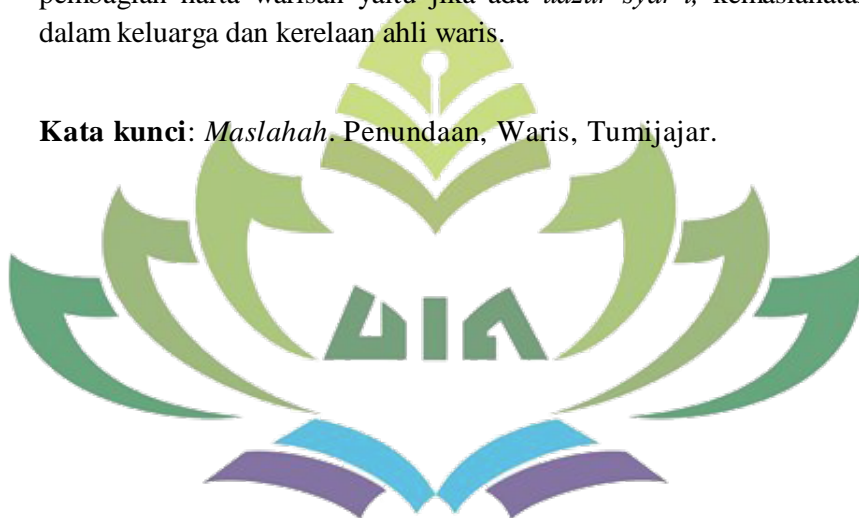 pembagian harta warisan yaitu jika ada udzur syar'i, kemaslahatan
dalam keluarga dan kerelaan ahli waris.
Kata kunci: Maslahah. Penundaan, Waris, Tumijajar.
UIN